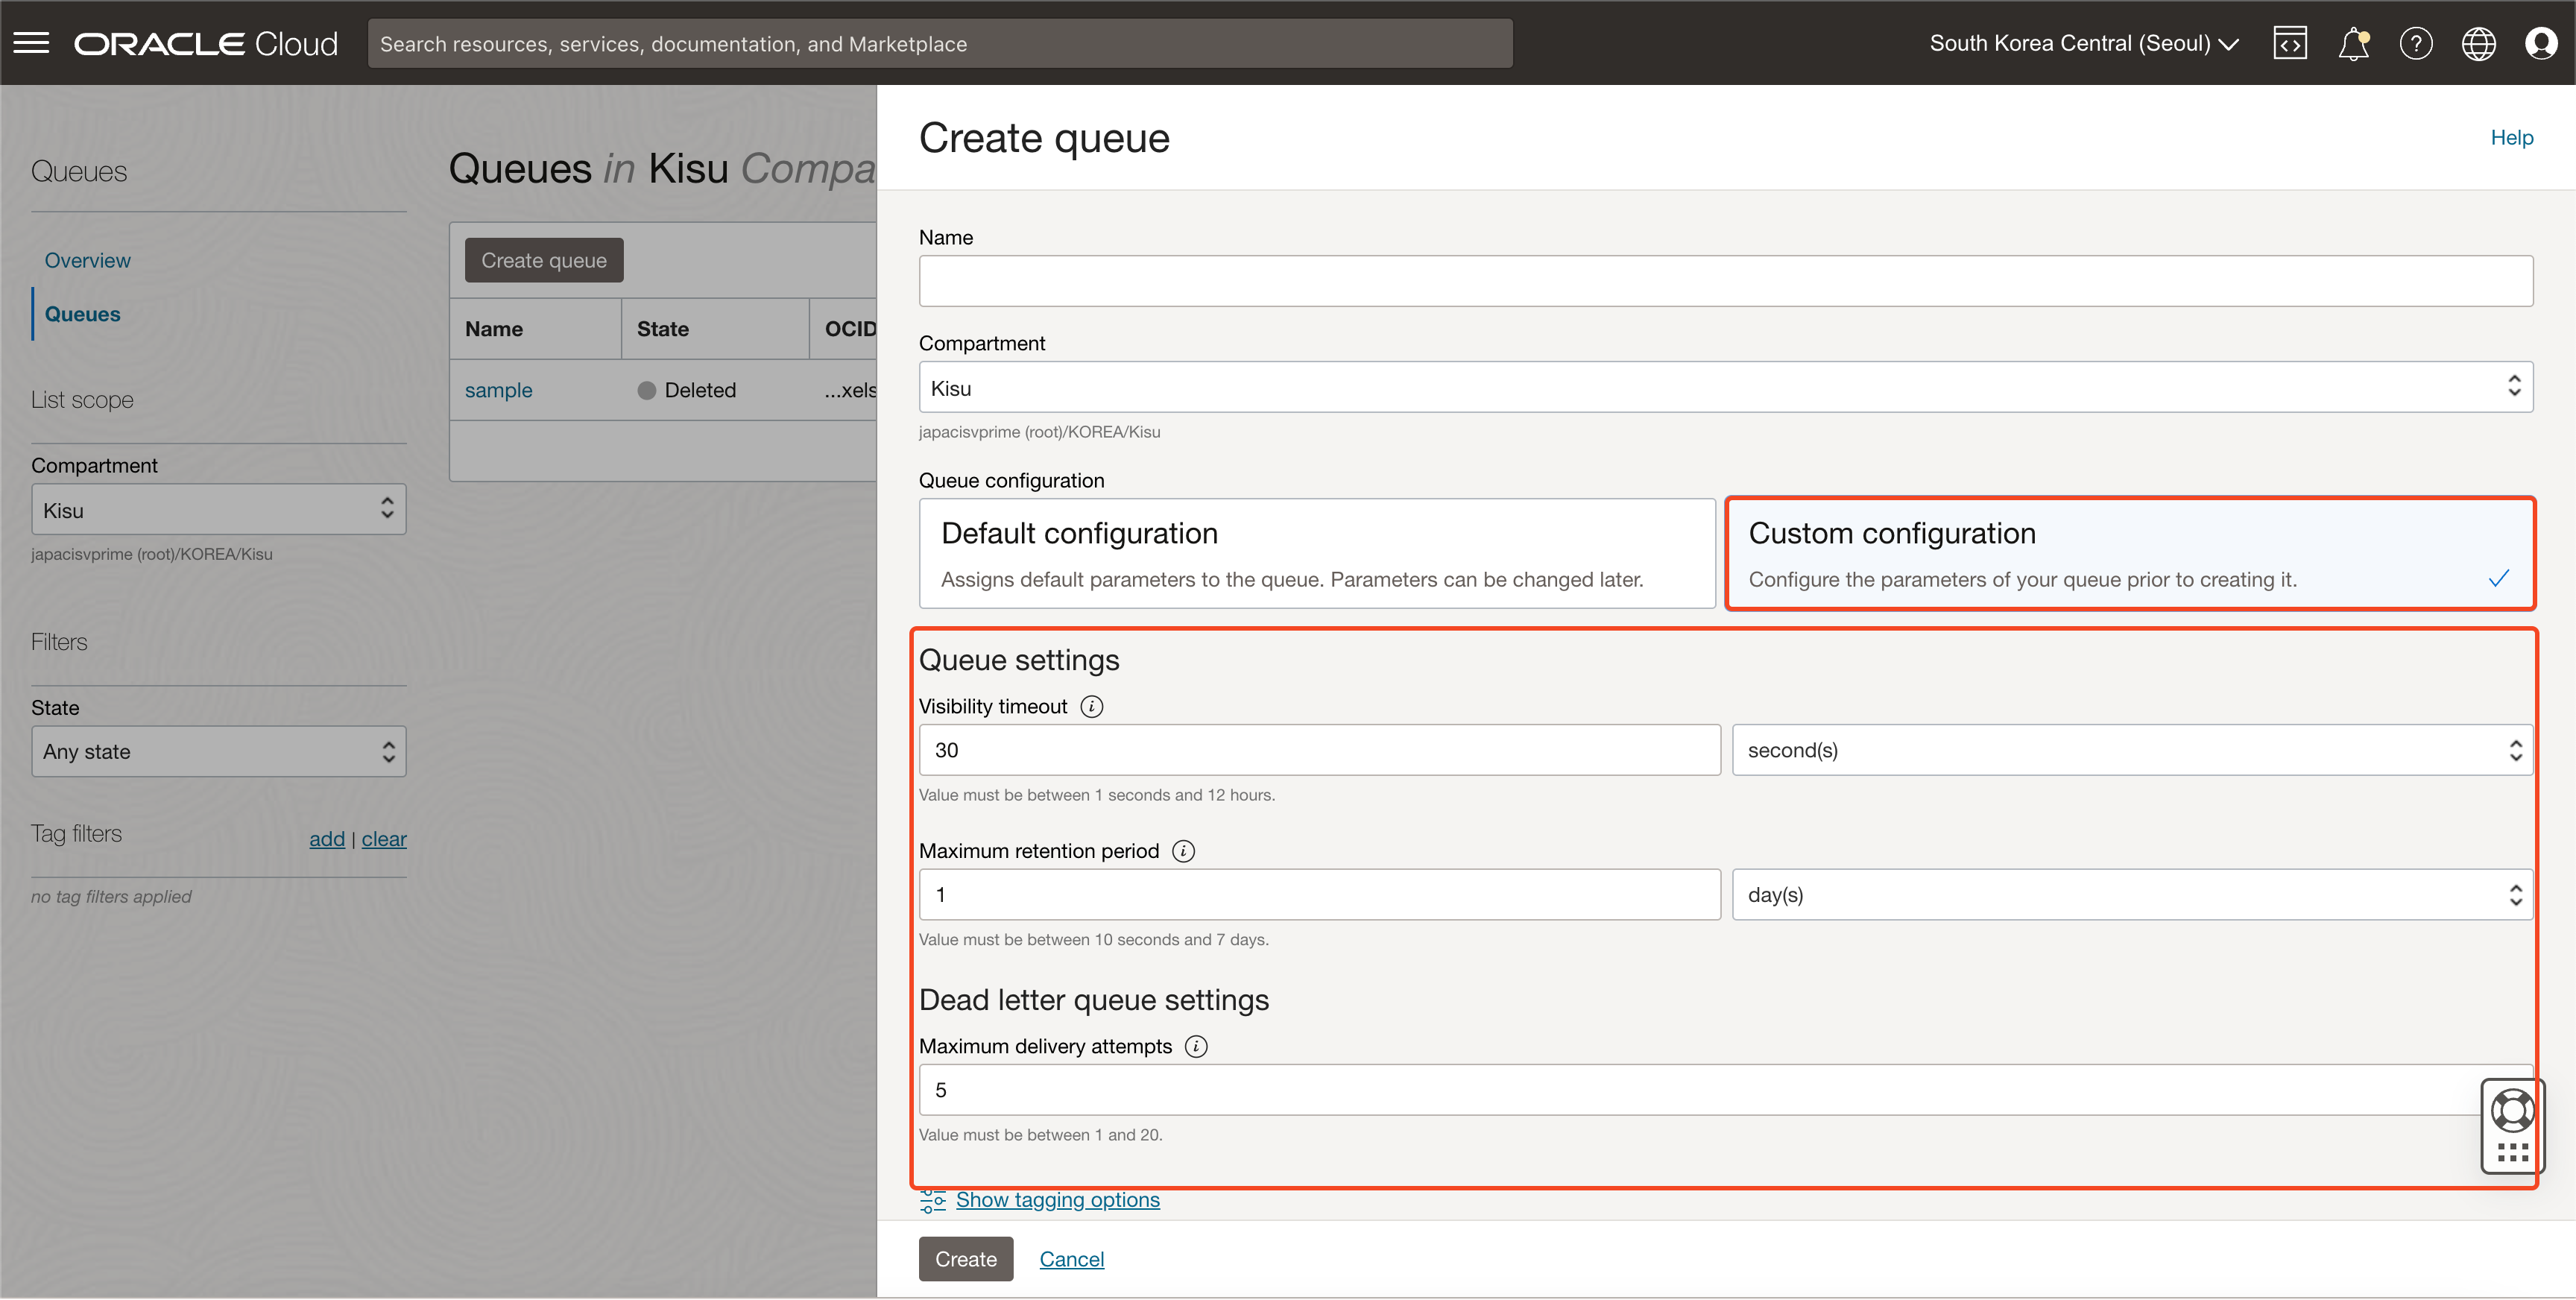 ORACLE Cloud
Search resources, services, documentation, and Marketplace
South Korea Central (Seoul)
Queues
Overview
Queues
List scope
Compartment
Kisu
japacisvprime (root)/KOREA/Kisu
Filters
State
Any state
Tag filters
add | clear
no tag filters applied
Queues in Kisu Compa
Create queue
Name State OCID
sample Deleted ...xels
Create queue
Help
Name
Compartment
Kisu
japacisvprime (root)/KOREA/Kisu
Queue configuration
Default configuration
Assigns default parameters to the queue. Parameters can be changed later.
Custom configuration
Configure the parameters of your queue prior to creating it.
Queue settings
Visibility timeout
30 second(s)
Value must be between 1 seconds and 12 hours.
Maximum retention period
1 day(s)
Value must be between 10 seconds and 7 days.
Dead letter queue settings
Maximum delivery attempts
5
Value must be between 1 and 20.
Show tagging options
Create Cancel